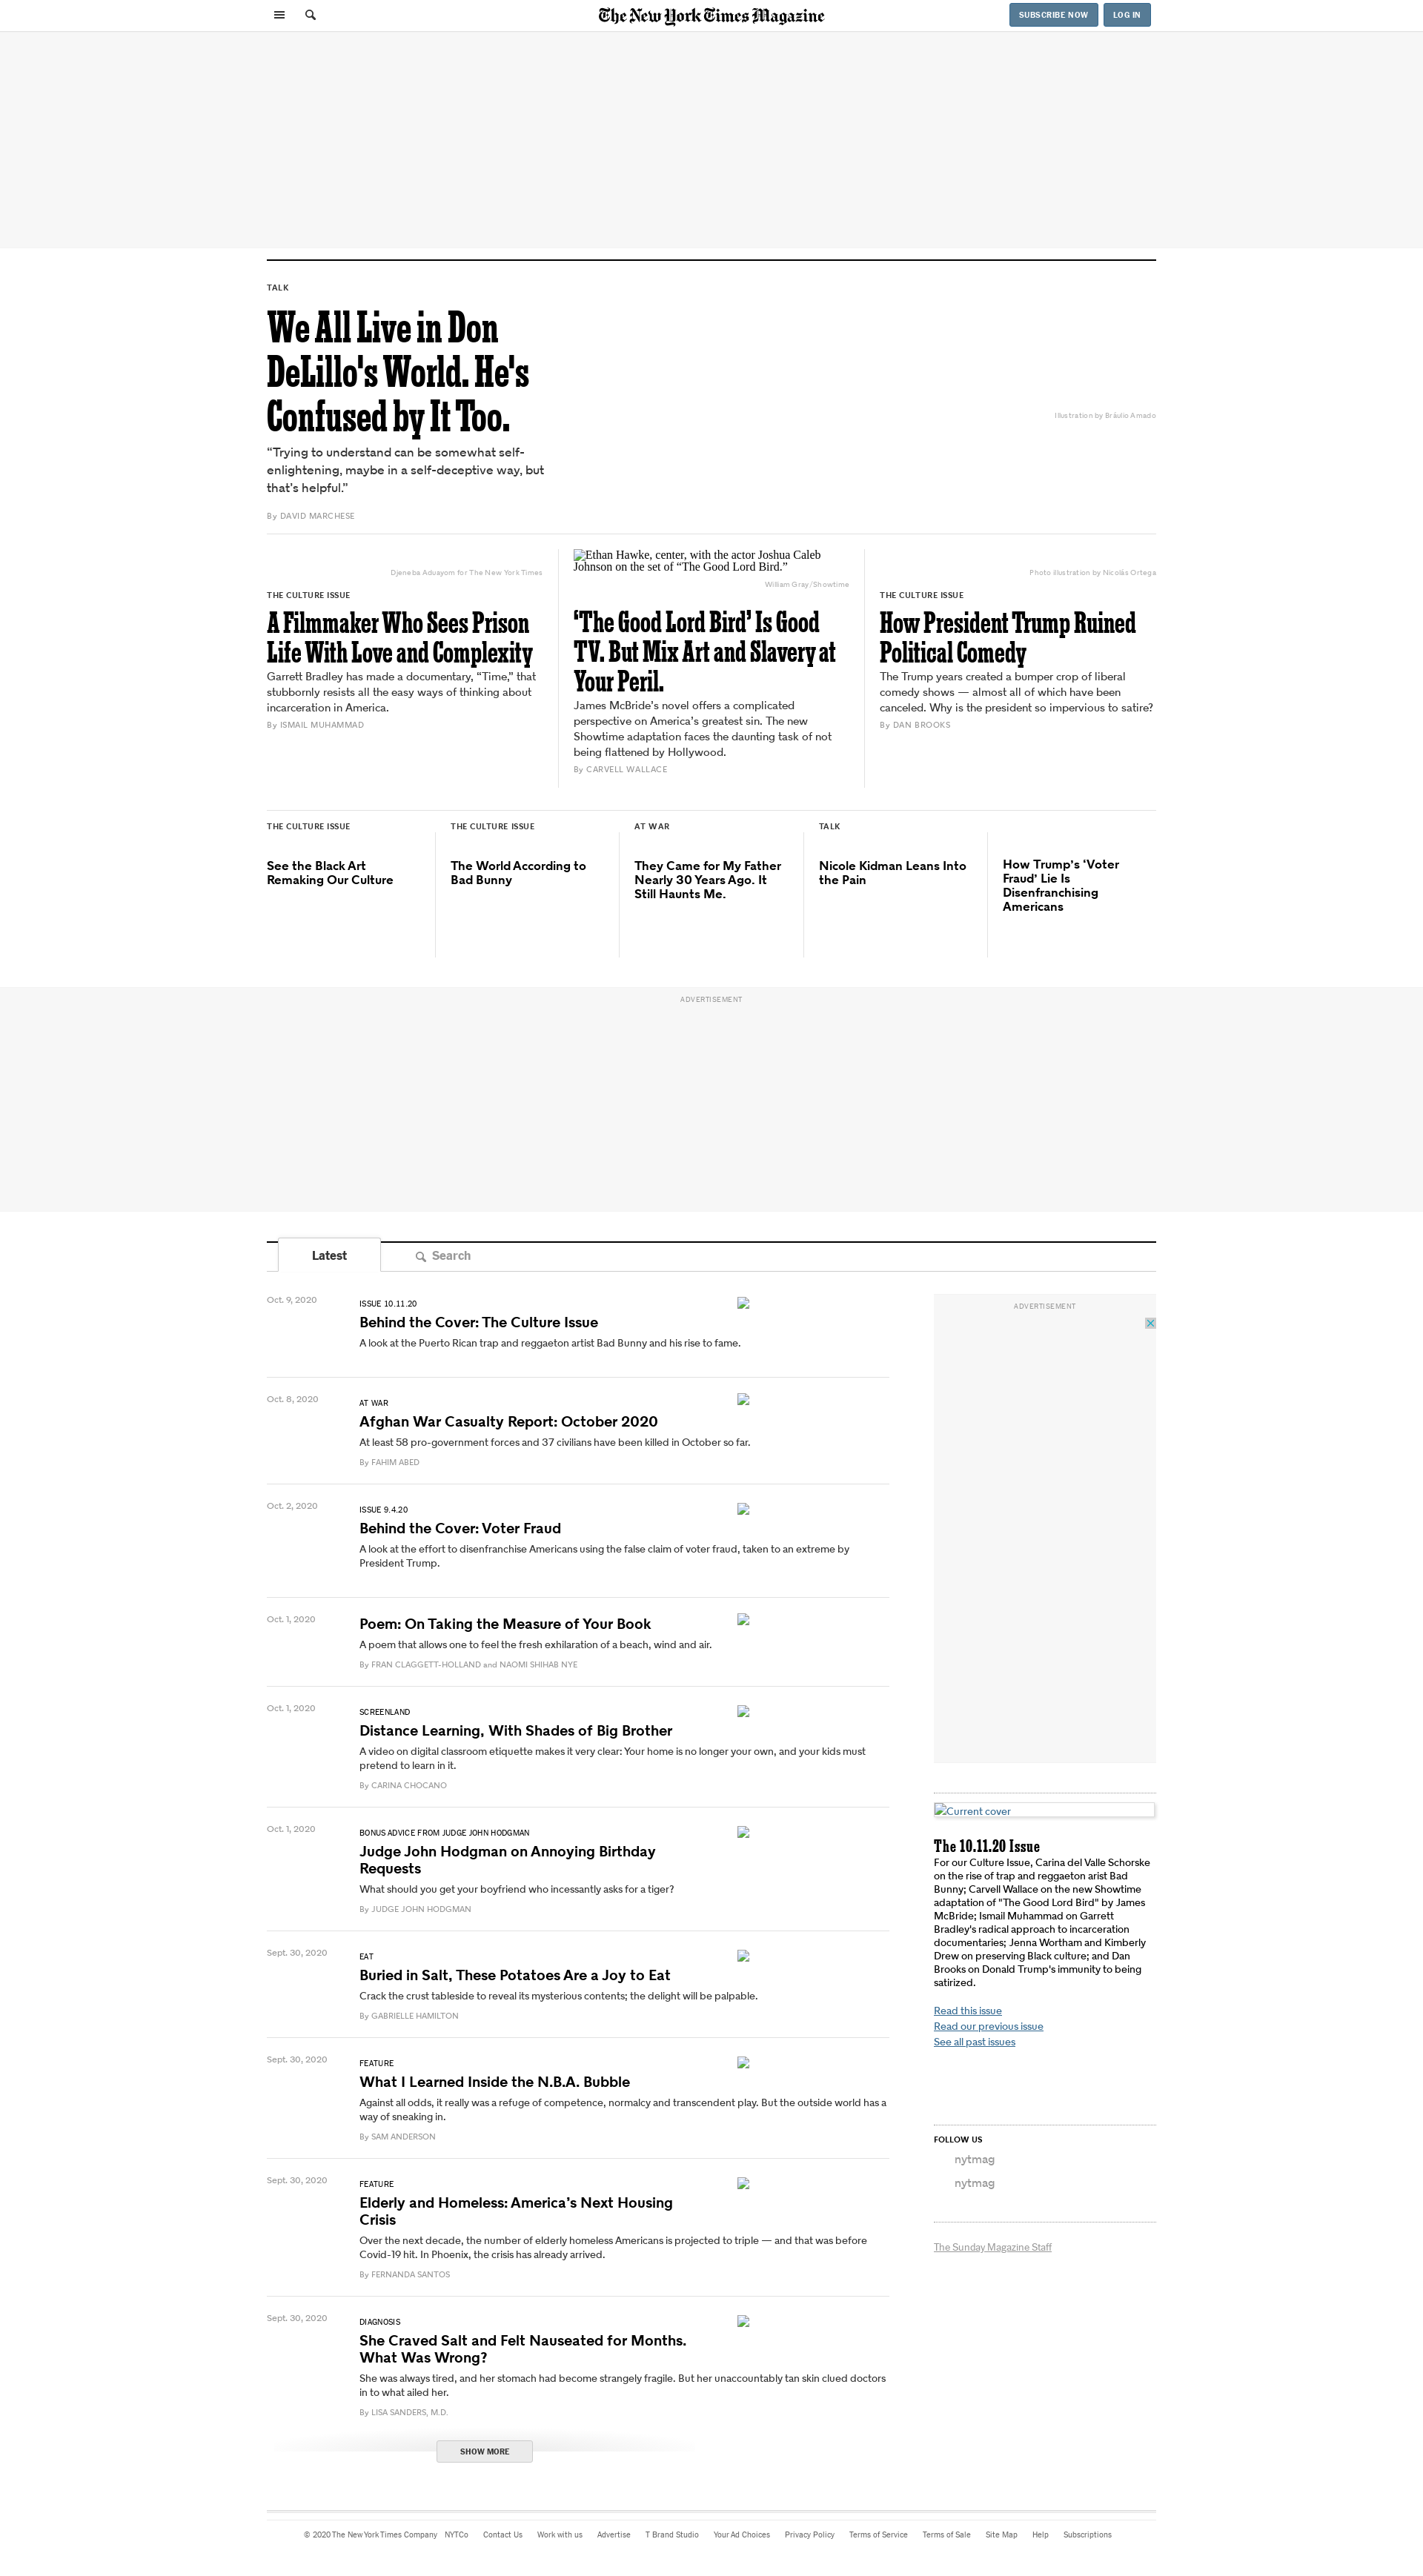 The New York Times Magazine
SUBSCRIBE NOW
LOG IN
TALK
We All Live in Don
DeLillo's World. He's
Confused by It Too.
“Trying to understand can be somewhat self-
enlightening, maybe in a self-deceptive way, but
that's helpful.”
By DAVID MARCHESE
Illustration by Bráulio Amado
Djeneba Aduayom for The New York Times
THE CULTURE ISSUE
A Filmmaker Who Sees Prison
Life With Love and Complexity
Garrett Bradley has made a documentary, “Time,” that
stubbornly resists all the easy ways of thinking about
incarceration in America.
By ISMAIL MUHAMMAD
Ethan Hawke, center, with the actor Joshua Caleb
Johnson on the set of “The Good Lord Bird.”
William Gray/Showtime
‘The Good Lord Bird’ Is Good
TV. But Mix Art and Slavery at
Your Peril.
James McBride’s novel offers a complicated
perspective on America’s greatest sin. The new
Showtime adaptation faces the daunting task of not
being flattened by Hollywood.
By CARVELL WALLACE
Photo illustration by Nicolás Ortega
THE CULTURE ISSUE
How President Trump Ruined
Political Comedy
The Trump years created a bumper crop of liberal
comedy shows — almost all of which have been
canceled. Why is the president so impervious to satire?
By DAN BROOKS
THE CULTURE ISSUE
See the Black Art
Remaking Our Culture
THE CULTURE ISSUE
The World According to
Bad Bunny
AT WAR
They Came for My Father
Nearly 30 Years Ago. It
Still Haunts Me.
TALK
Nicole Kidman Leans Into
the Pain
How Trump’s ‘Voter
Fraud’ Lie Is
Disenfranchising
Americans
ADVERTISEMENT
Latest
Search
Oct. 9, 2020
ISSUE 10.11.20
Behind the Cover: The Culture Issue
A look at the Puerto Rican trap and reggaeton artist Bad Bunny and his rise to fame.
Oct. 8, 2020
AT WAR
Afghan War Casualty Report: October 2020
At least 58 pro-government forces and 37 civilians have been killed in October so far.
By FAHIM ABED
Oct. 2, 2020
ISSUE 9.4.20
Behind the Cover: Voter Fraud
A look at the effort to disenfranchise Americans using the false claim of voter fraud, taken to an extreme by
President Trump.
Oct. 1, 2020
Poem: On Taking the Measure of Your Book
A poem that allows one to feel the fresh exhilaration of a beach, wind and air.
By FRAN CLAGGETT-HOLLAND and NAOMI SHIHAB NYE
Oct. 1, 2020
SCREENLAND
Distance Learning, With Shades of Big Brother
A video on digital classroom etiquette makes it very clear: Your home is no longer your own, and your kids must
pretend to learn in it.
By CARINA CHOCANO
Oct. 1, 2020
BONUS ADVICE FROM JUDGE JOHN HODGMAN
Judge John Hodgman on Annoying Birthday
Requests
What should you get your boyfriend who incessantly asks for a tiger?
By JUDGE JOHN HODGMAN
Sept. 30, 2020
EAT
Buried in Salt, These Potatoes Are a Joy to Eat
Crack the crust tableside to reveal its mysterious contents; the delight will be palpable.
By GABRIELLE HAMILTON
Sept. 30, 2020
FEATURE
What I Learned Inside the N.B.A. Bubble
Against all odds, it really was a refuge of competence, normalcy and transcendent play. But the outside world has a
way of sneaking in.
By SAM ANDERSON
Sept. 30, 2020
FEATURE
Elderly and Homeless: America’s Next Housing
Crisis
Over the next decade, the number of elderly homeless Americans is projected to triple — and that was before
Covid-19 hit. In Phoenix, the crisis has already arrived.
By FERNANDA SANTOS
Sept. 30, 2020
DIAGNOSIS
She Craved Salt and Felt Nauseated for Months.
What Was Wrong?
She was always tired, and her stomach had become strangely fragile. But her unaccountably tan skin clued doctors
in to what ailed her.
By LISA SANDERS, M.D.
SHOW MORE
ADVERTISEMENT
Current cover
The 10.11.20 Issue
For our Culture Issue, Carina del Valle Schorske
on the rise of trap and reggaeton arist Bad
Bunny; Carvell Wallace on the new Showtime
adaptation of "The Good Lord Bird" by James
McBride; Ismail Muhammad on Garrett
Bradley's radical approach to incarceration
documentaries; Jenna Wortham and Kimberly
Drew on preserving Black culture; and Dan
Brooks on Donald Trump's immunity to being
satirized.
Read this issue
Read our previous issue
See all past issues
FOLLOW US
nytmag
nytmag
The Sunday Magazine Staff
© 2020 The New York Times Company NYTCo Contact Us Work with us Advertise T Brand Studio Your Ad Choices Privacy Policy Terms of Service Terms of Sale Site Map Help Subscriptions